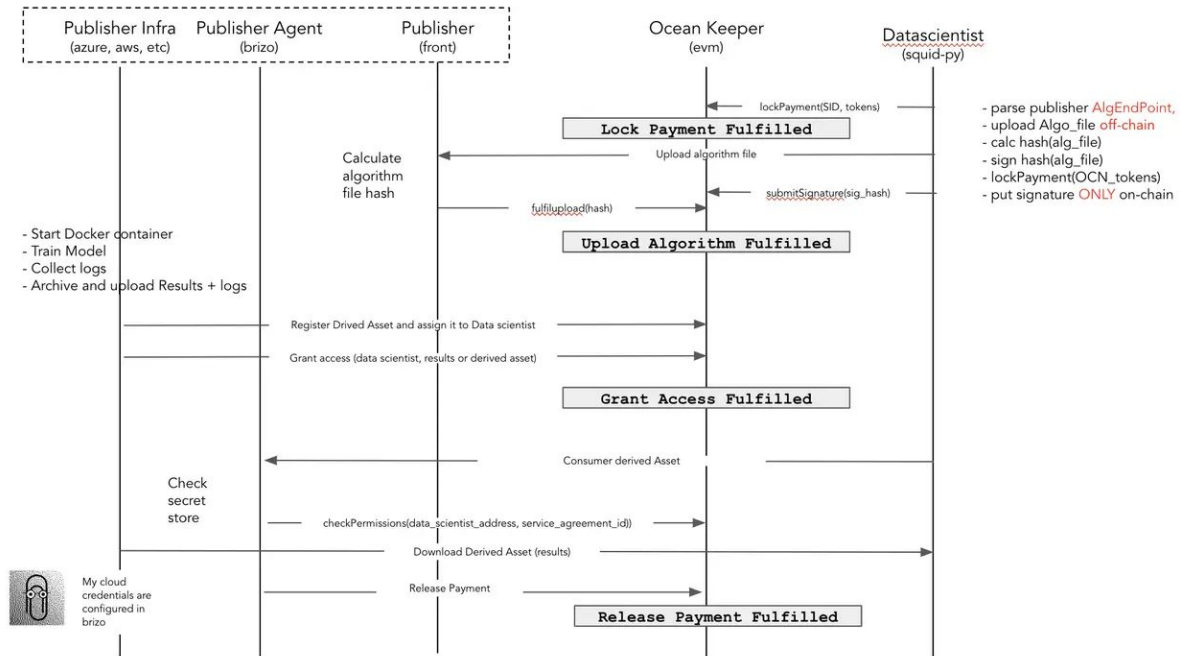 Publisher Infra
(azure, aws, etc)
Publisher Agent
(brizo)
Publisher
(front)
Ocean Keeper
(evm)
Datascientist
(squid-py)
lockPayment(SID, tokens)
- parse publisher AlgEndPoint,
- upload Algo_file off-chain
- calc hash(alg_file)
- sign hash(alg_file)
- lockPayment(OCN_tokens)
- put signature ONLY on-chain
Lock Payment Fulfilled
Upload algorithm file
Calculate
algorithm
file hash
submitSignature(sig_hash)
fulfilupload(hash)
Upload Algorithm Fulfilled
- Start Docker container
- Train Model
- Collect logs
- Archive and upload Results + logs
Register Drived Asset and assign it to Data scientist
Grant access (data scientist, results or derived asset)
Grant Access Fulfilled
Consumer derived Asset
Check
secret
store
checkPermissions(data_scientist_address, service_agreement_id))
Download Derived Asset (results)
My cloud
credentials are
configured in
brizo
Release Payment
Release Payment Fulfilled